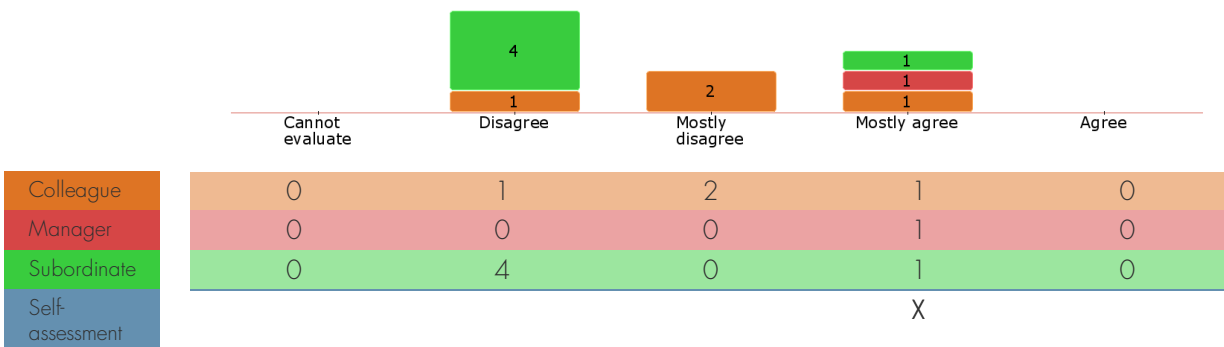 4
1
2
1
1
1
Cannot
evaluate
Disagree
Mostly
disagree
Mostly agree
Agree
Colleague 0 1 2 1 0
Manager 0 0 0 1 0
Subordinate 0 4 0 1 0
Self-
assessment
X